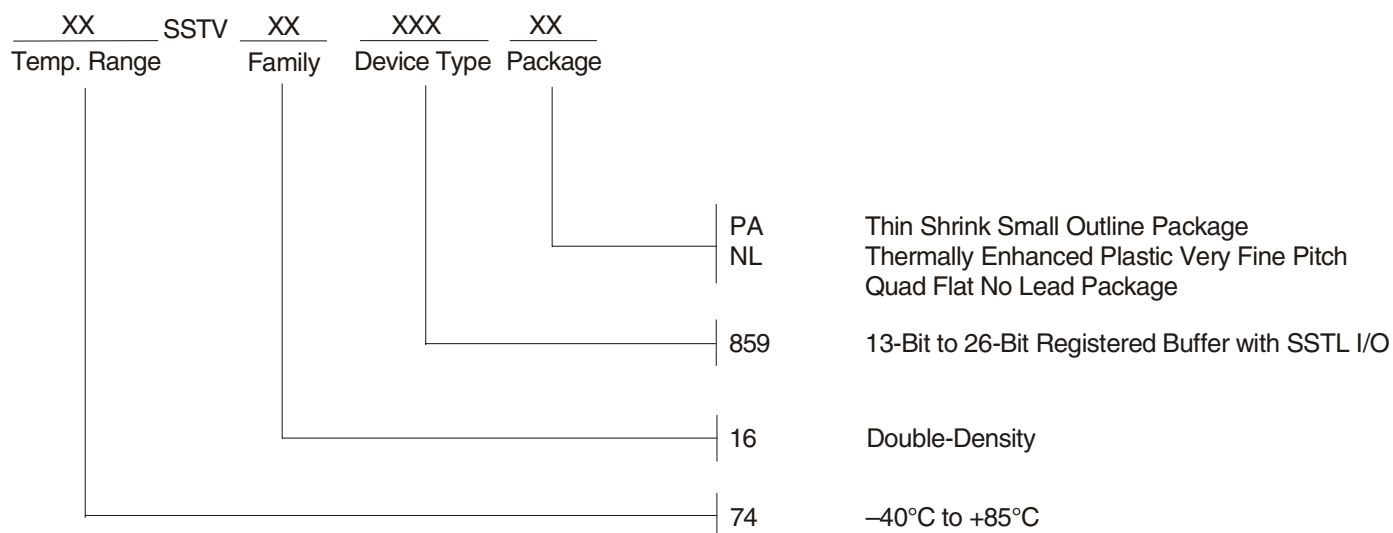 XX SSTV XX XXX XX
Temp. Range Family Device Type Package
PA Thin Shrink Small Outline Package
NL Thermally Enhanced Plastic Very Fine Pitch
Quad Flat No Lead Package
859 13-Bit to 26-Bit Registered Buffer with SSTL I/O
16 Double-Density
74 –40°C to +85°C